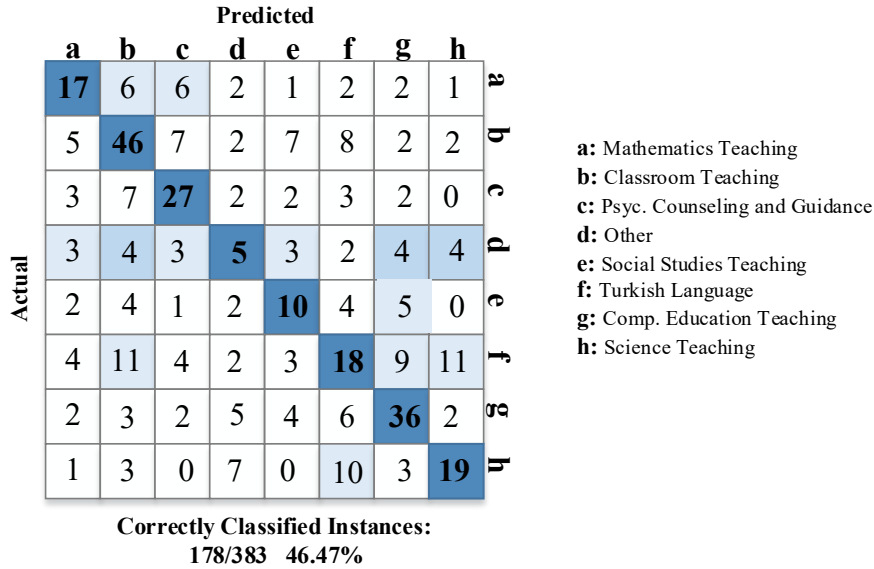 Predicted
a b c d e f g h
17 6 6 2 1 2 2 1 a
5 46 7 2 7 8 2 2 b
3 7 27 2 2 3 2 0 c
3 4 3 5 3 2 4 4 d
2 4 1 2 10 4 5 0 e
4 11 4 2 3 18 9 11 f
2 3 2 5 4 6 36 2 g
1 3 0 7 0 10 3 19 h
Actual
Correctly Classified Instances:
178/383 46.47%
a: Mathematics Teaching
b: Classroom Teaching
c: Psyc. Counseling and Guidance
d: Other
e: Social Studies Teaching
f: Turkish Language
g: Comp. Education Teaching
h: Science Teaching